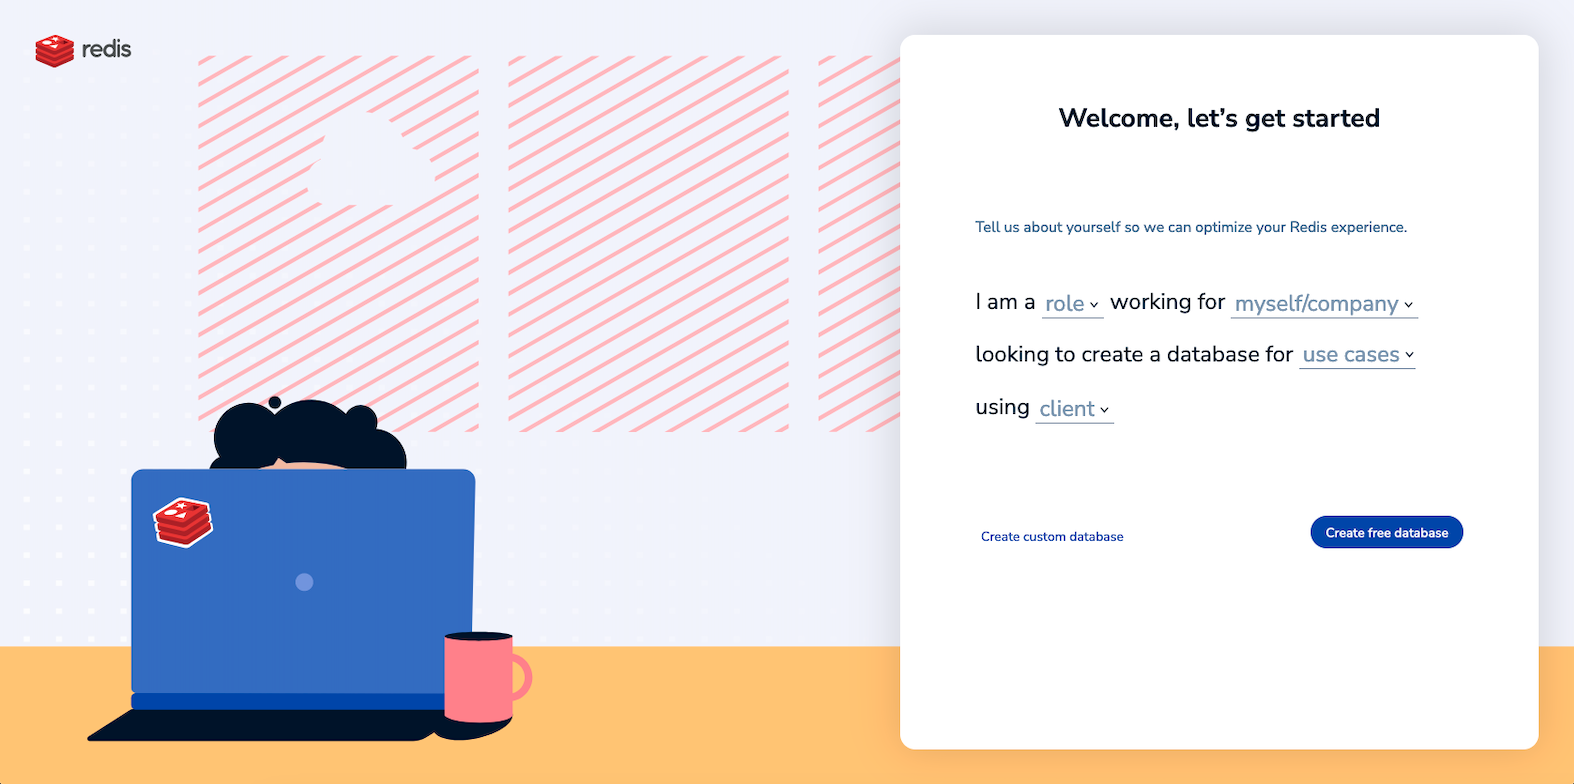 redis
Welcome, let’s get started
Tell us about yourself so we can optimize your Redis experience.
I am a role working for myself/company
looking to create a database for use cases
using client
Create custom database
Create free database